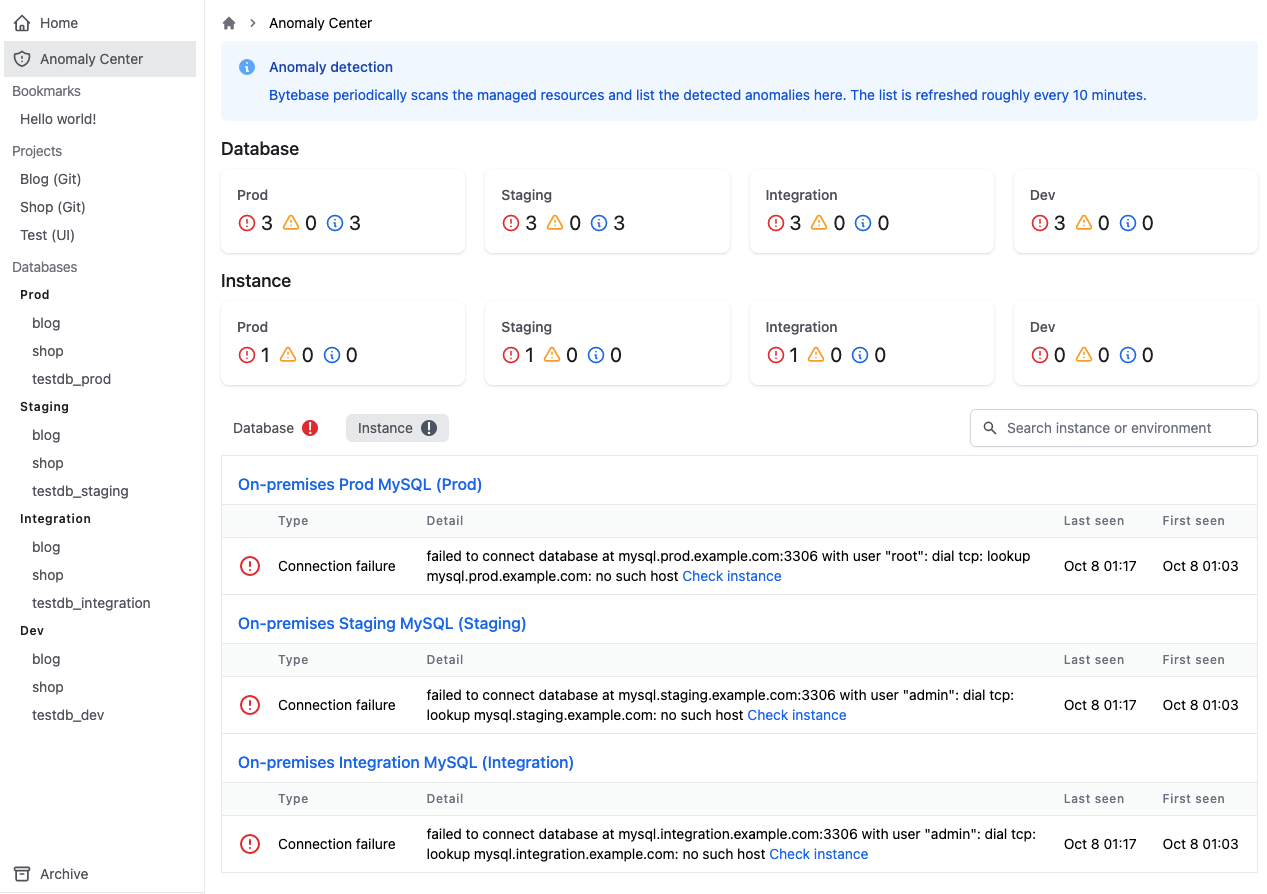 Home
Anomaly Center
Bookmarks
Hello world!
Projects
Blog (Git)
Shop (Git)
Test (UI)
Databases
Prod
blog
shop
testdb_prod
Staging
blog
shop
testdb_staging
Integration
blog
shop
testdb_integration
Dev
blog
shop
testdb_dev
Archive
Anomaly Center
Anomaly detection
Bytebase periodically scans the managed resources and list the detected anomalies here. The list is refreshed roughly every 10 minutes.
Database
Prod
3 0 3
Staging
3 0 3
Integration
3 0 0
Dev
3 0 0
Instance
Prod
1 0 0
Staging
1 0 0
Integration
1 0 0
Dev
0 0 0
Database
Instance
Search instance or environment
On-premises Prod MySQL (Prod)
Type Detail Last seen First seen
Connection failure
failed to connect database at mysql.prod.example.com:3306 with user "root": dial tcp: lookup
mysql.prod.example.com: no such host Check instance
Oct 8 01:17 Oct 8 01:03
On-premises Staging MySQL (Staging)
Type Detail Last seen First seen
Connection failure
failed to connect database at mysql.staging.example.com:3306 with user "admin": dial tcp:
lookup mysql.staging.example.com: no such host Check instance
Oct 8 01:17 Oct 8 01:03
On-premises Integration MySQL (Integration)
Type Detail Last seen First seen
Connection failure
failed to connect database at mysql.integration.example.com:3306 with user "admin": dial tcp:
lookup mysql.integration.example.com: no such host Check instance
Oct 8 01:17 Oct 8 01:03